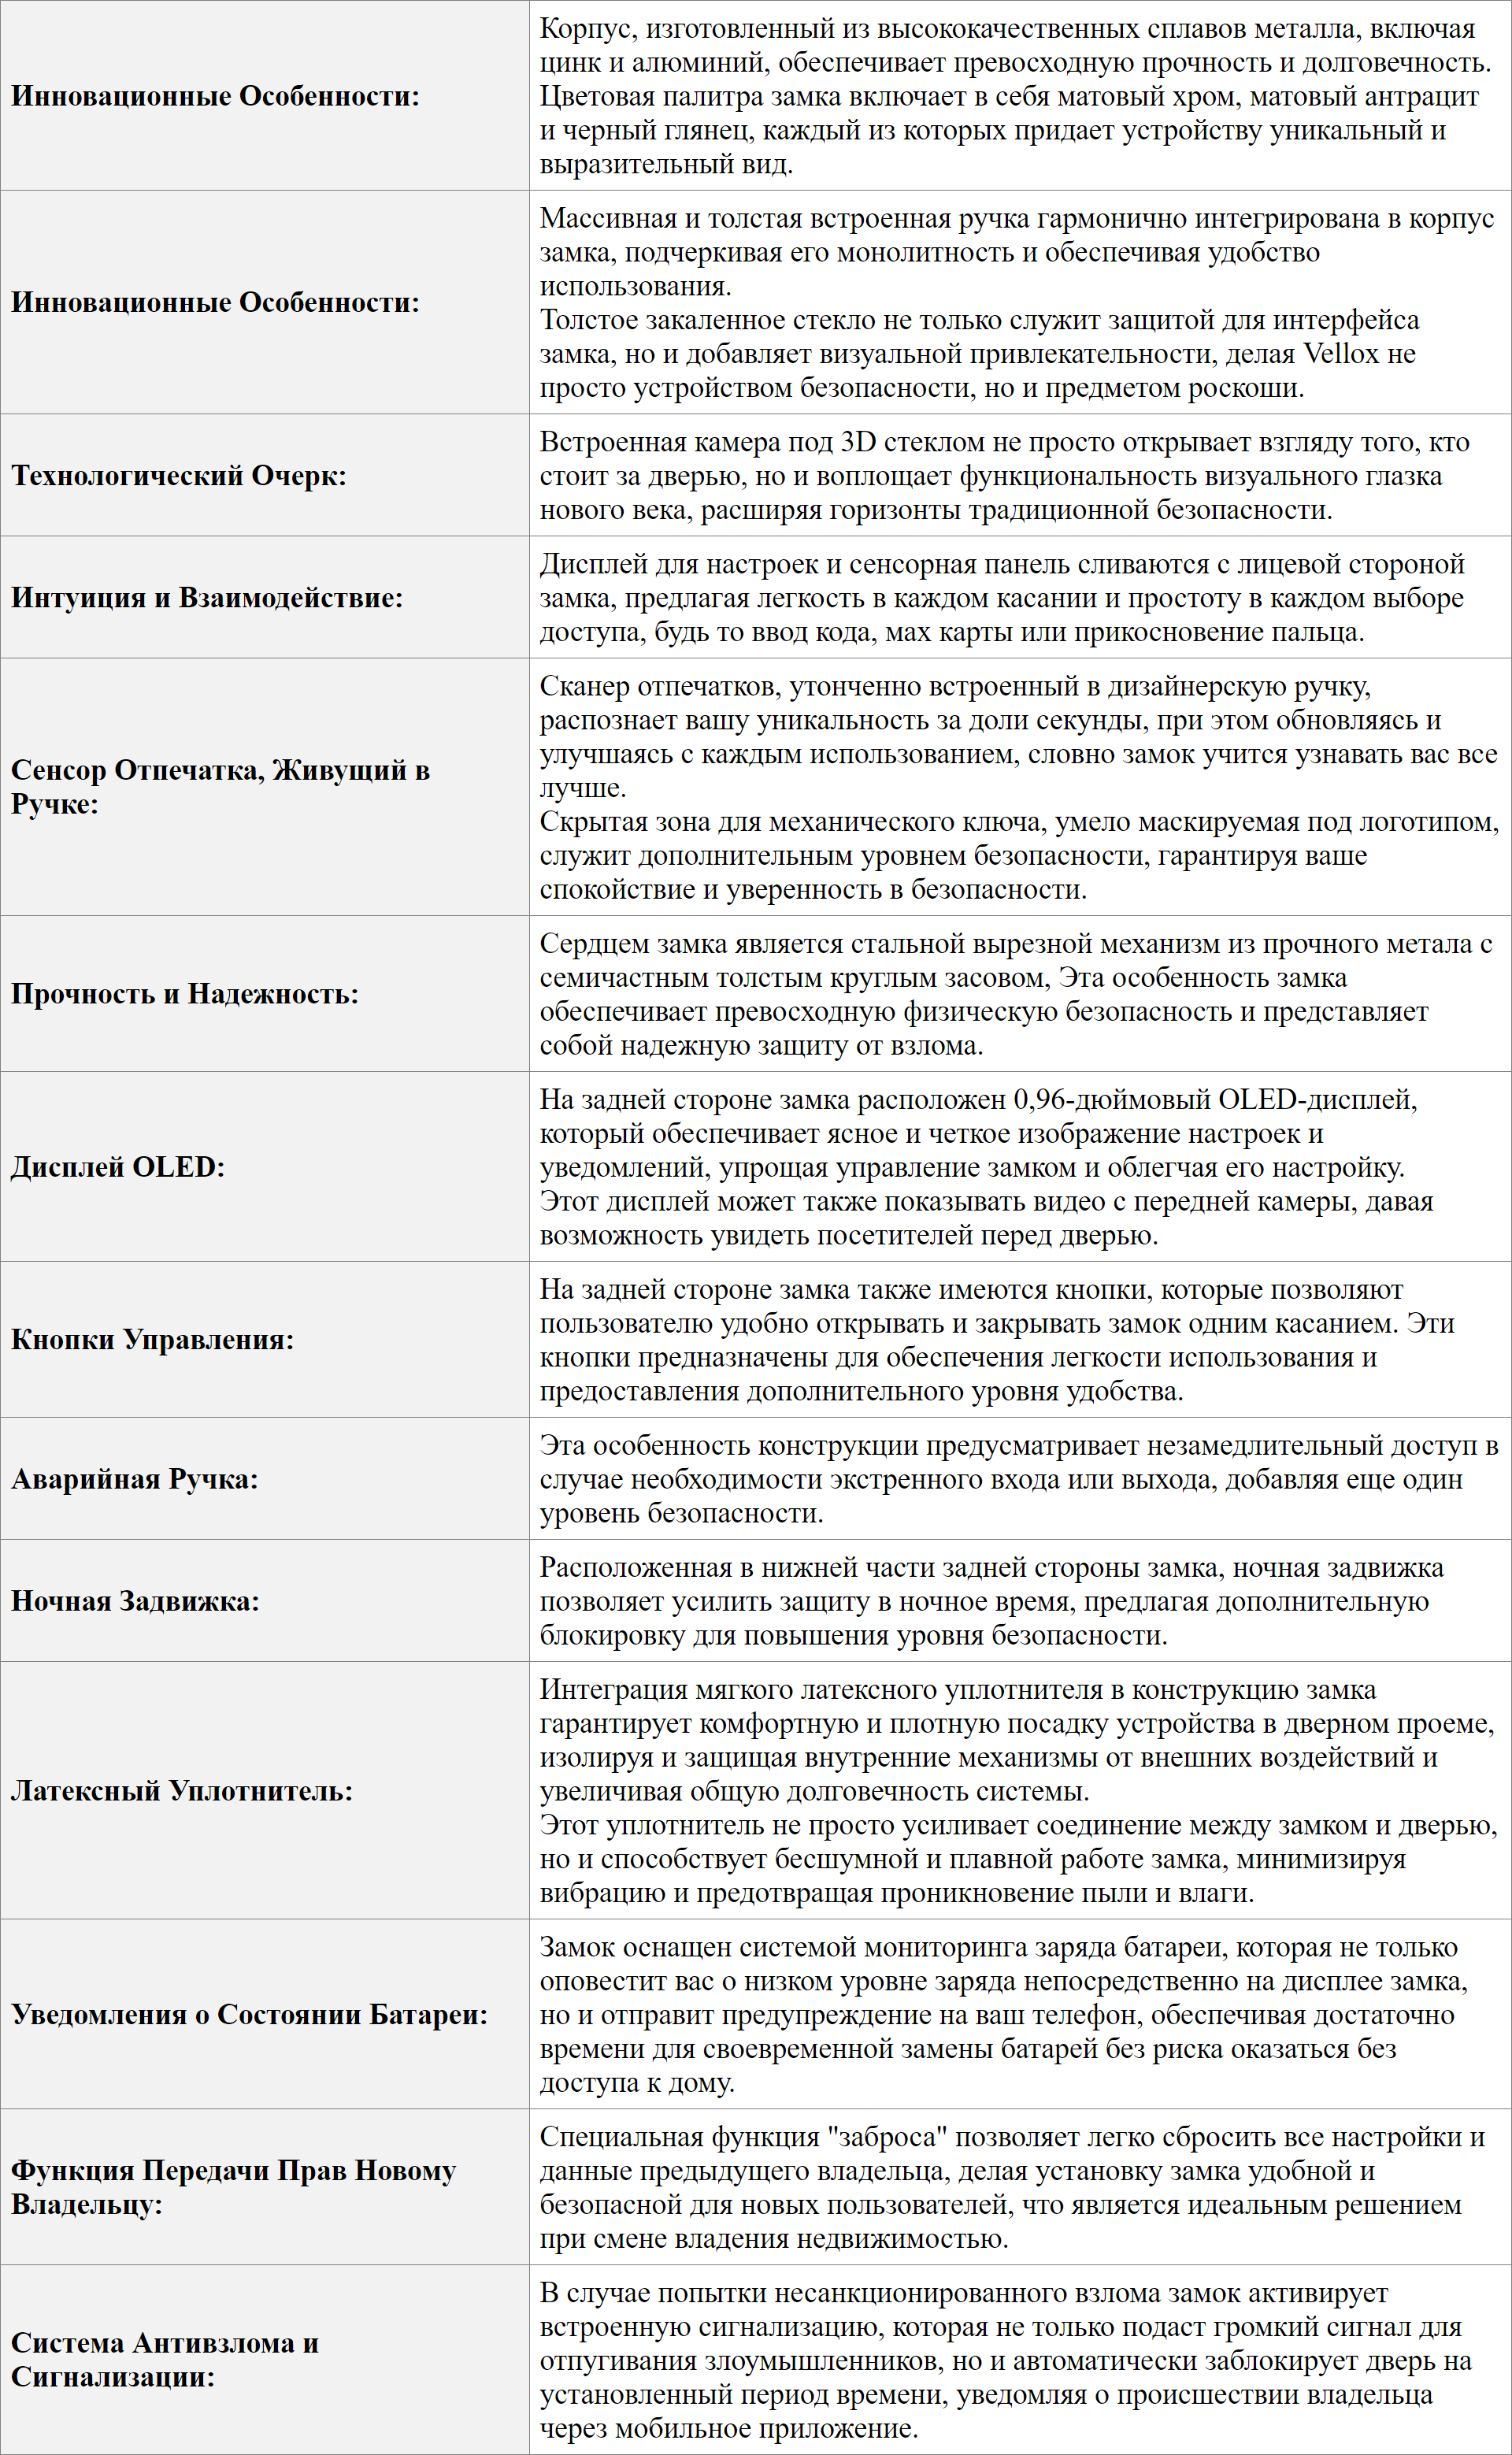 Инновационные Особенности:
Корпус, изготовленный из высококачественных сплавов металла, включая
цинк и алюминий, обеспечивает превосходную прочность и долговечность.
Цветовая палитра замка включает в себя матовый хром, матовый антрацит
и черный глянец, каждый из которых придает устройству уникальный и
выразительный вид.
Инновационные Особенности:
Массивная и толстая встроенная ручка гармонично интегрирована в корпус
замка, подчеркивая его монолитность и обеспечивая удобство
использования.
Толстое закаленное стекло не только служит защитой для интерфейса
замка, но и добавляет визуальной привлекательности, делая Vellox не
просто устройством безопасности, но и предметом роскоши.
Технологический Очерк:
Встроенная камера под 3D стеклом не просто открывает взгляду того, кто
стоит за дверью, но и воплощает функциональность визуального глазка
нового века, расширяя горизонты традиционной безопасности.
Интуиция и Взаимодействие:
Дисплей для настроек и сенсорная панель сливаются с лицевой стороной
замка, предлагая легкость в каждом касании и простоту в каждом выборе
доступа, будь то ввод кода, мах карты или прикосновение пальца.
Сенсор Отпечатка, Живущий в
Ручке:
Сканер отпечатков, утонченно встроенный в дизайнерскую ручку,
распознает вашу уникальность за доли секунды, при этом обновляясь и
улучшаясь с каждым использованием, словно замок учится узнавать вас все
лучше.
Скрытая зона для механического ключа, умело маскируемая под логотипом,
служит дополнительным уровнем безопасности, гарантируя ваше
спокойствие и уверенность в безопасности.
Прочность и Надежность:
Сердцем замка является стальной вырезной механизм из прочного метала с
семичастным толстым круглым засовом, Эта особенность замка
обеспечивает превосходную физическую безопасность и представляет
собой надежную защиту от взлома.
Дисплей OLED:
На задней стороне замка расположен 0,96-дюймовый OLED-дисплей,
который обеспечивает ясное и четкое изображение настроек и
уведомлений, упрощая управление замком и облегчая его настройку.
Этот дисплей может также показывать видео с передней камеры, давая
возможность увидеть посетителей перед дверью.
Кнопки Управления:
На задней стороне замка также имеются кнопки, которые позволяют
пользователю удобно открывать и закрывать замок одним касанием. Эти
кнопки предназначены для обеспечения легкости использования и
предоставления дополнительного уровня удобства.
Аварийная Ручка:
Эта особенность конструкции предусматривает незамедлительный доступ в
случае необходимости экстренного входа или выхода, добавляя еще один
уровень безопасности.
Ночная Задвижка:
Расположенная в нижней части задней стороны замка, ночная задвижка
позволяет усилить защиту в ночное время, предлагая дополнительную
блокировку для повышения уровня безопасности.
Латексный Уплотнитель:
Интеграция мягкого латексного уплотнителя в конструкцию замка
гарантирует комфортную и плотную посадку устройства в дверном проеме,
изолируя и защищая внутренние механизмы от внешних воздействий и
увеличивая общую долговечность системы.
Этот уплотнитель не просто усиливает соединение между замком и дверью,
но и способствует бесшумной и плавной работе замка, минимизируя
вибрацию и предотвращая проникновение пыли и влаги.
Уведомления о Состоянии Батареи:
Замок оснащен системой мониторинга заряда батареи, которая не только
оповестит вас о низком уровне заряда непосредственно на дисплее замка,
но и отправит предупреждение на ваш телефон, обеспечивая достаточно
времени для своевременной замены батарей без риска оказаться без
доступа к дому.
Функция Передачи Прав Новому
Владельцу:
Специальная функция "заброса" позволяет легко сбросить все настройки и
данные предыдущего владельца, делая установку замка удобной и
безопасной для новых пользователей, что является идеальным решением
при смене владения недвижимостью.
Система Антивзлома и
Сигнализации:
В случае попытки несанкционированного взлома замок активирует
встроенную сигнализацию, которая не только подаст громкий сигнал для
отпугивания злоумышленников, но и автоматически заблокирует дверь на
установленный период времени, уведомляя о происшествии владельца
через мобильное приложение.